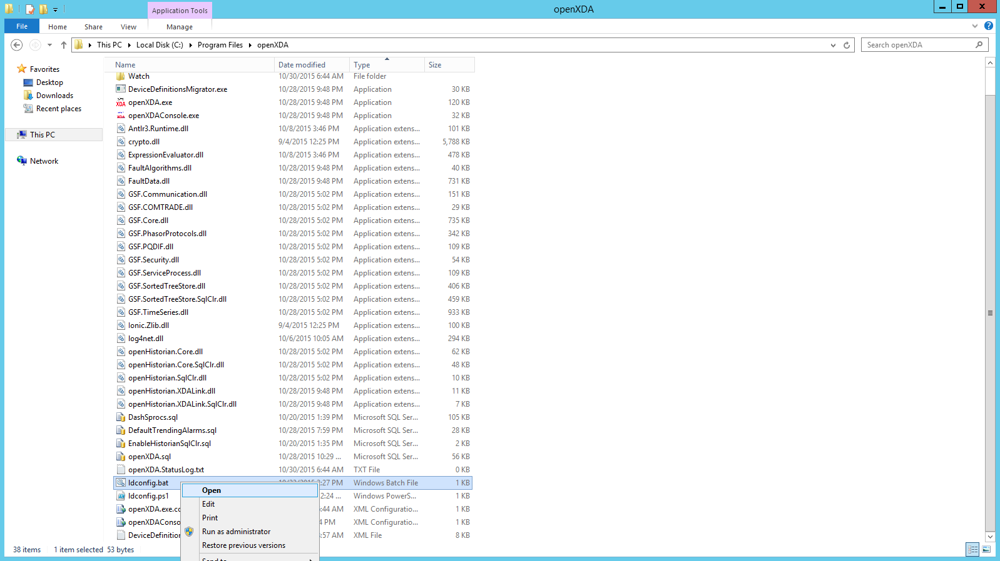 Application Tools
openXDA
File
Home
Share
View
Manage
This PC
Local Disk (C:)
Program Files
openXDA
Search openXDA
Favorites
Desktop
Downloads
Recent places
This PC
Network
Name Date modified Type Size
Watch 10/30/2015 6:44 AM File folder
DeviceDefinitionsMigrator.exe 10/28/2015 9:48 PM Application 30 KB
openXDA.exe 10/28/2015 9:48 PM Application 120 KB
openXDAConsole.exe 10/28/2015 9:48 PM Application 32 KB
Antlr3.Runtime.dll 10/8/2015 3:46 PM Application extens... 101 KB
crypto.dll 9/4/2015 12:25 PM Application extens... 5,788 KB
ExpressionEvaluator.dll 10/8/2015 3:46 PM Application extens... 478 KB
FaultAlgorithms.dll 10/28/2015 9:48 PM Application extens... 40 KB
FaultData.dll 10/28/2015 9:48 PM Application extens... 731 KB
GSF.Communication.dll 10/28/2015 5:02 PM Application extens... 151 KB
GSF.COMTRADE.dll 10/28/2015 5:02 PM Application extens... 29 KB
GSF.Core.dll 10/28/2015 5:02 PM Application extens... 735 KB
GSF.PhasorProtocols.dll 10/28/2015 5:02 PM Application extens... 342 KB
GSF.PQDIF.dll 10/28/2015 5:02 PM Application extens... 109 KB
GSF.Security.dll 10/28/2015 5:02 PM Application extens... 54 KB
GSF.ServiceProcess.dll 10/28/2015 5:02 PM Application extens... 109 KB
GSF.SortedTreeStore.dll 10/28/2015 5:02 PM Application extens... 406 KB
GSF.SortedTreeStore.SqlClr.dll 10/28/2015 5:02 PM Application extens... 459 KB
GSF.TimeSeries.dll 10/28/2015 5:02 PM Application extens... 933 KB
Ionic.Zlib.dll 9/4/2015 12:25 PM Application extens... 100 KB
log4net.dll 10/6/2015 10:05 AM Application extens... 294 KB
openHistorian.Core.dll 10/28/2015 5:02 PM Application extens... 62 KB
openHistorian.Core.SqlClr.dll 10/28/2015 5:02 PM Application extens... 48 KB
openHistorian.SqlClr.dll 10/28/2015 5:02 PM Application extens... 10 KB
openHistorian.XDALink.dll 10/28/2015 9:48 PM Application extens... 11 KB
openHistorian.XDALink.SqlClr.dll 10/28/2015 9:48 PM Application extens... 7 KB
DashSprocs.sql 10/20/2015 1:39 PM Microsoft SQL Ser... 105 KB
DefaultTrendingAlarms.sql 10/28/2015 7:59 PM Microsoft SQL Ser... 28 KB
EnableHistorianSqlClr.sql 10/20/2015 1:35 PM Microsoft SQL Ser... 2 KB
openXDA.sql 10/28/2015 10:29 ... Microsoft SQL Ser... 56 KB
openXDA.StatusLog.txt 10/30/2015 6:44 AM TXT File 0 KB
ldconfig.bat :27 PM Windows Batch File 1 KB
ldconfig.ps1 2:24 ... Windows PowerS... 1 KB
openXDA.exe.co :44 AM XML Configuratio... 1 KB
openXDAConso 4 PM XML Configuratio... 1 KB
DeviceDefinition :57 AM XML File 8 KB
Open
Edit
Print
Run as administrator
Restore previous versions
Send to
38 items 1 item selected 53 bytes